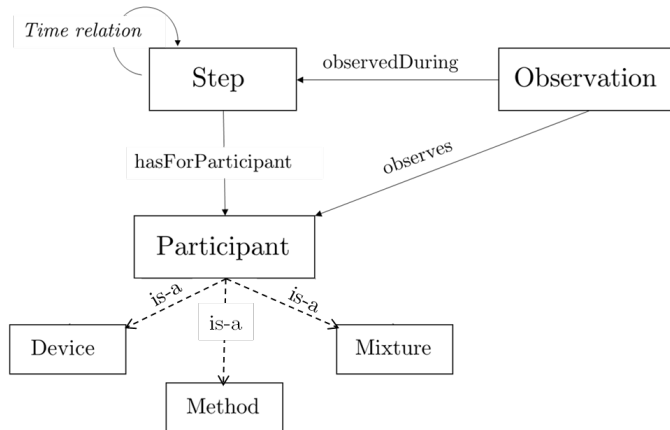 Time relation
Step
observedDuring
Observation
hasForParticipant
observes
Participant
is-a
is-a
is-a
Device
Mixture
Method